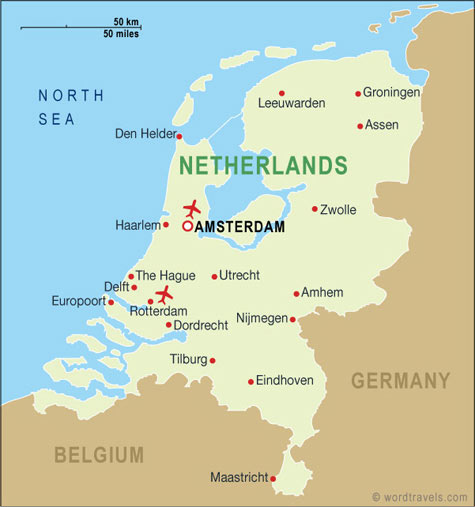 50 km
50 miles
NORTH
SEA
Leeuwarden
Groningen
Assen
Den Helder
NETHERLANDS
Zwolle
Haarlem
AMSTERDAM
The Hague
Utrecht
Delft
Europoort
Rotterdam
Arnhem
Dordrecht
Nijmegen
Tilburg
Eindhoven
GERMANY
BELGIUM
Maastricht
© wordtravels.com